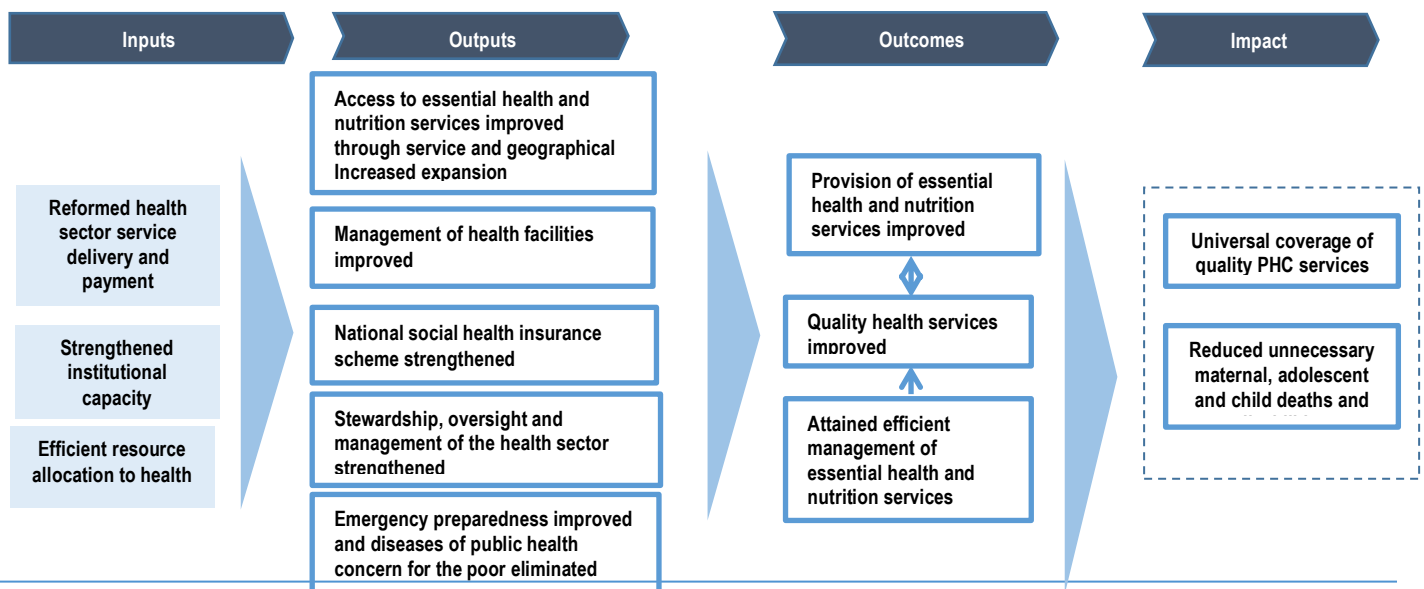 Inputs
Outputs
Outcomes
Impact
Reformed health
sector service
delivery and
payment
Strengthened
institutional
capacity
Efficient resource
allocation to health
Access to essential health and
nutrition services improved
through service and geographical
Increased expansion
Management of health facilities
improved
National social health insurance
scheme strengthened
Stewardship, oversight and
management of the health sector
strengthened
Emergency preparedness improved
and diseases of public health
concern for the poor eliminated
Provision of essential
health and nutrition
services improved
Quality health services
improved
Attained efficient
management of
essential health and
nutrition services
Universal coverage of
quality PHC services
Reduced unnecessary
maternal, adolescent
and child deaths and